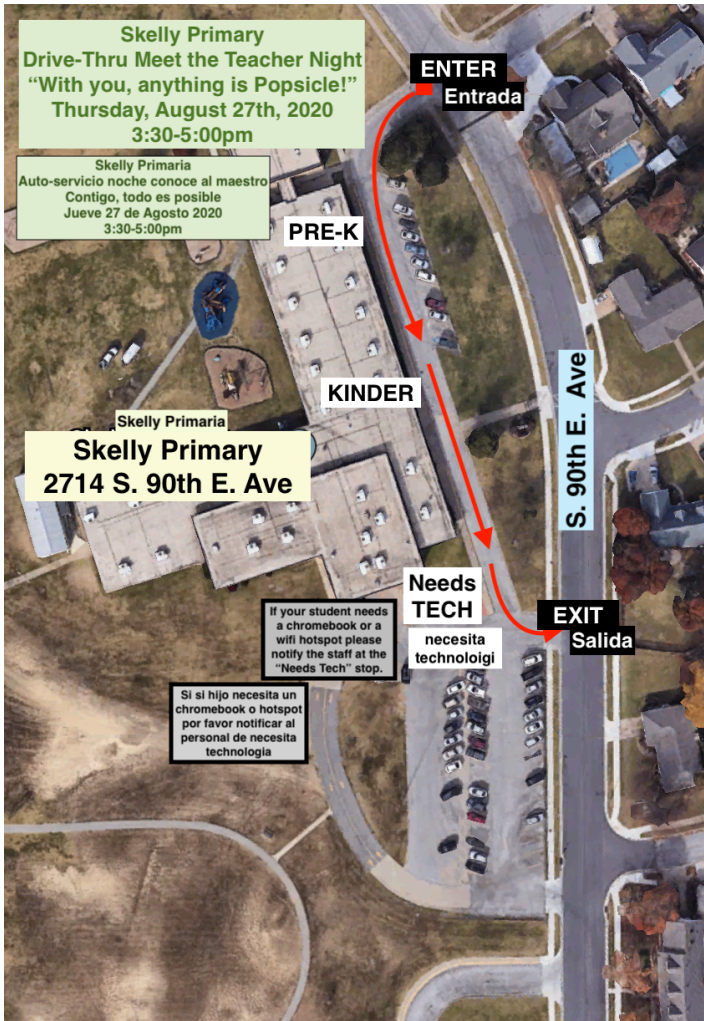 Skelly Primary
Drive-Thru Meet the Teacher Night
“With you, anything is Popsicle!”
Thursday, August 27th, 2020
3:30-5:00pm
Skelly Primaria
Auto-servicio noche conoce al maestro
Contigo, todo es posible
Jueve 27 de Agosto 2020
3:30-5:00pm
ENTER
Entrada
PRE-K
KINDER
S. 90th E. Ave
Skelly Primaria
Skelly Primary
2714 S. 90th E. Ave
Needs
TECH
necesita
technoloigi
EXIT
Salida
If your student needs
a chromebook or a
wifi hotspot please
notify the staff at the
“Needs Tech” stop.
Si si hijo necesita un
chromebook o hotspot
por favor notificar al
personal de necesita
technologia